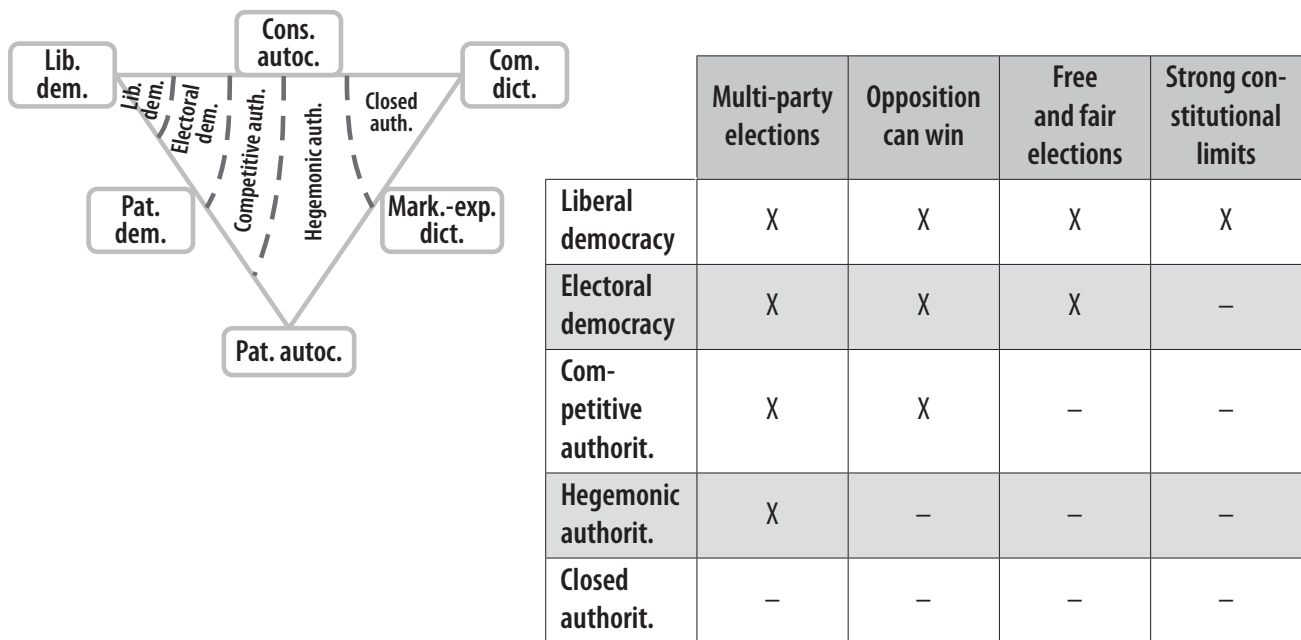 Cons.
autoc.
Lib.
dem.
Com.
dict.
Lib.
dem.
Electoral
dem.
Competitive auth.
Hegemonic auth.
Closed
auth.
Pat.
dem.
Mark.-exp.
dict.
Pat. autoc.
Multi-party
elections
Opposition
can win
Free
and fair
elections
Strong con-
stitutional
limits
Liberal
democracy
X X X X
Electoral
democracy
X X X –
Com-
petitive
authorit.
X X – –
Hegemonic
authorit.
X – – –
Closed
authorit.
– – – –